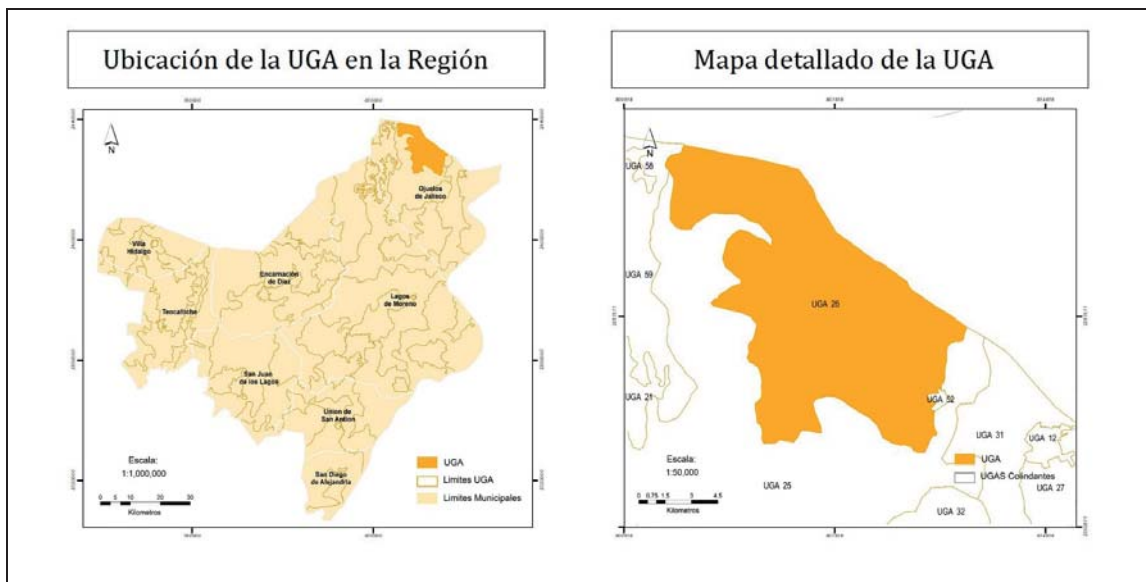 Ubicación de la UGA en la Región
N
Ojuelos
de Jalisco
Villa
Hidalgo
Encarnación
de Díaz
Teocaltiche
Lagos
de Moreno
San Juan
de los Lagos
Union de
San Antion
San Diego
de Alejandria
Escala:
1:1,000,000
0 5 10 20 30
Kilometros
UGA
Limites UGA
Limites Municipales
Mapa detallado de la UGA
N
UGA 58
UGA 59
UGA 26
UGA 21
UGA 52
UGA 31
UGA 12
UGA 25
UGA 27
UGA 32
Escala:
1:50,000
0 0.75 1.5 3 4.5
Kilometros
UGA
UGAS Colindantes